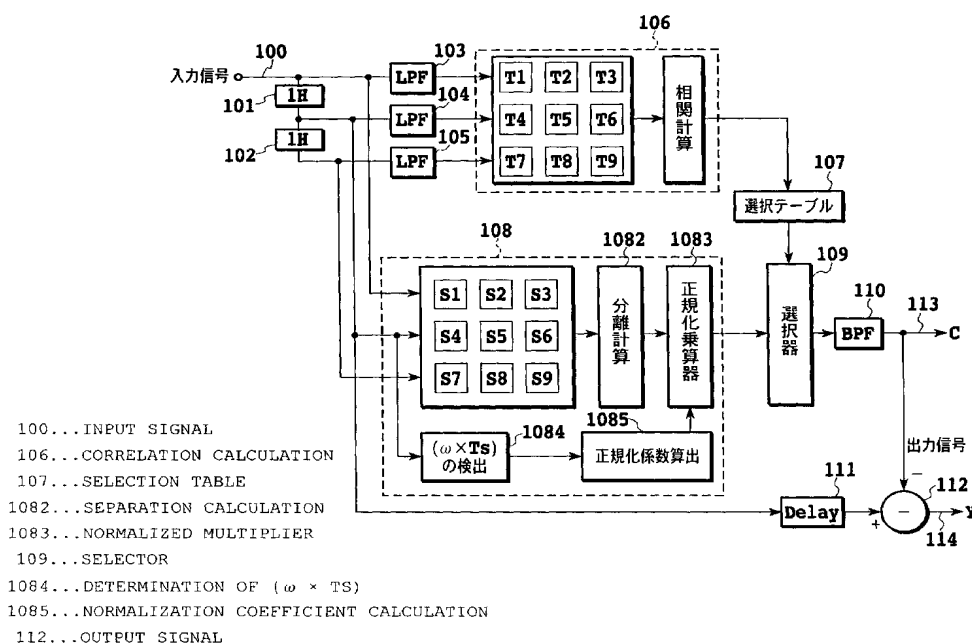 106
100
103
入力信号
LPF
T1 T2 T3
相関計算
101
1H
104
LPF
T4 T5 T6
102
1H
105
LPF
T7 T8 T9
107
選択テーブル
108
1082
1083
109
S1 S2 S3
分離計算
正規化乗算器
選択器
110
113
S4 S5 S6
BPF
C
S7 S8 S9
1084
1085
(ω×Ts)
の検出
正規化係数算出
出力信号
111
−
112
Delay
+
−
Y
114
100...INPUT SIGNAL
106...CORRELATION CALCULATION
107...SELECTION TABLE
1082...SEPARATION CALCULATION
1083...NORMALIZED MULTIPLIER
109...SELECTOR
1084...DETERMINATION OF (ω × TS)
1085...NORMALIZATION COEFFICIENT CALCULATION
112...OUTPUT SIGNAL